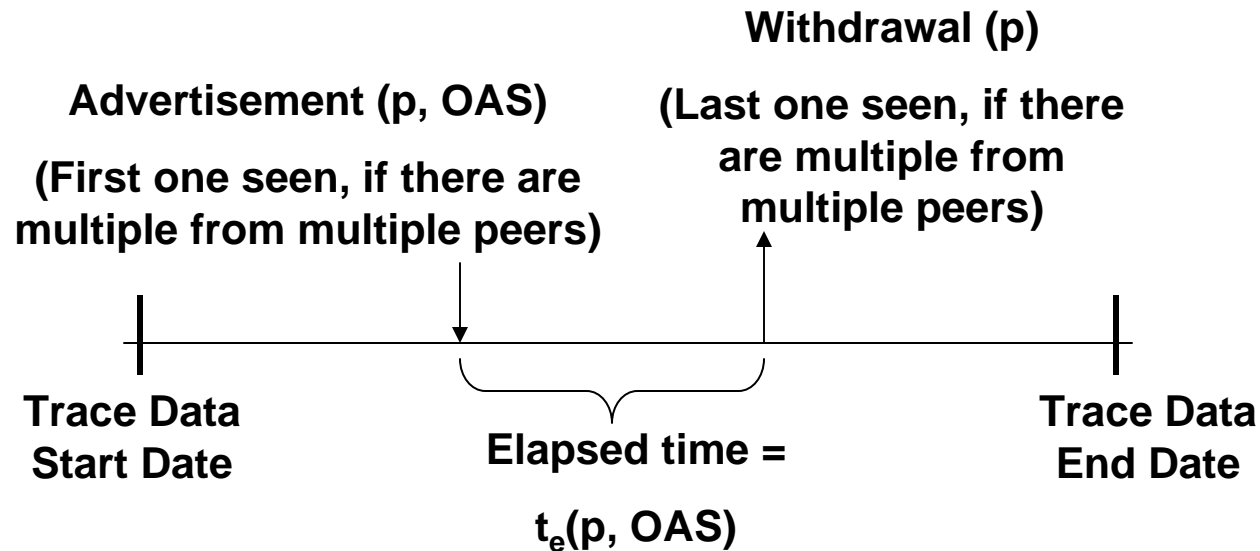 Advertisement (p, OAS)
(First one seen, if there are
multiple from multiple peers)
Withdrawal (p)
(Last one seen, if there
are multiple from
multiple peers)
Trace Data
Start Date
Elapsed time =
te(p, OAS)
Trace Data
End Date